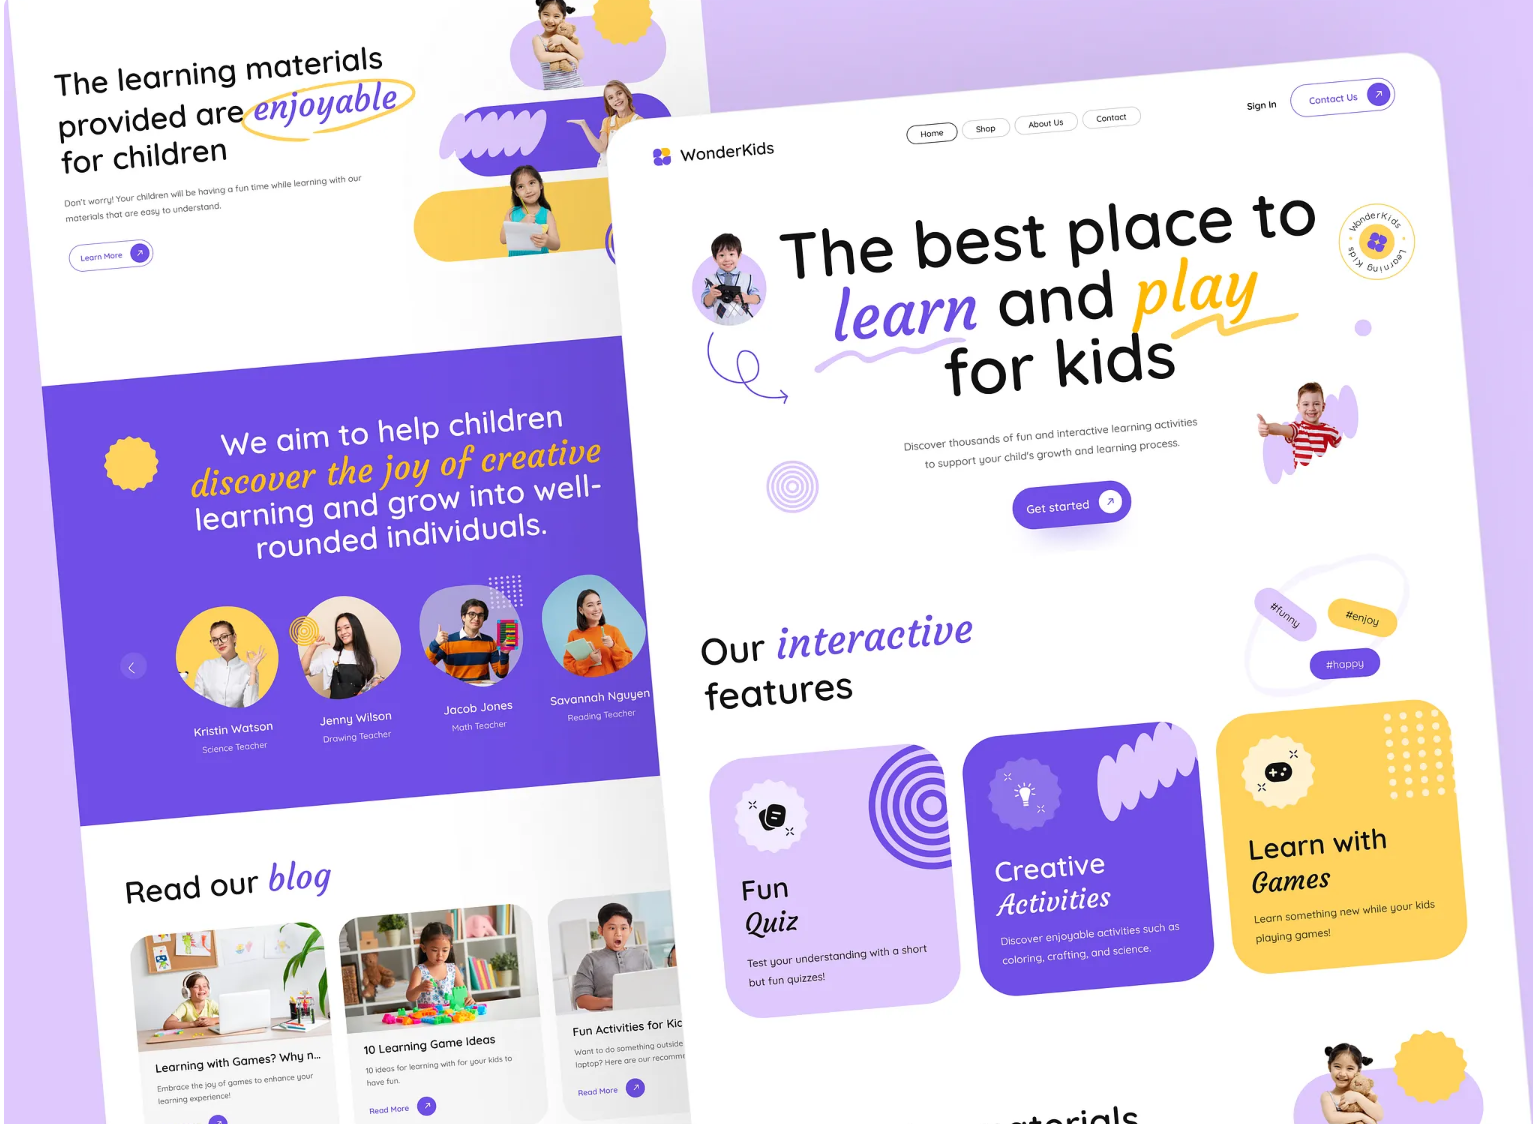 The learning materials
provided are enjoyable
for children
Don't worry! Your children will be having a fun time while learning with our
materials that are easy to understand.
Learn More
We aim to help children
discover the joy of creative
learning and grow into well-
rounded individuals.
Kristin Watson
Science Teacher
Jenny Wilson
Drawing Teacher
Jacob Jones
Math Teacher
Savannah Nguyen
Reading Teacher
Read our blog
Learning with Games? Why n...
Embrace the joy of games to enhance your
learning experience!
10 Learning Game Ideas
10 ideas for learning with for your kids to
have fun.
Read More
Fun Activities for Kid
Want to do something outside
laptop? Here are our recomme
Read More
WonderKids
Home
Shop
About Us
Contact
Sign In
Contact Us
The best place to
learn and play
for kids
WonderKids
Learning Kids
Discover thousands of fun and interactive learning activities
to support your child's growth and learning process.
Get started
Our interactive
features
#funny
#enjoy
#happy
Fun
Quiz
Test your understanding with a short
but fun quizzes!
Creative
Activities
Discover enjoyable activities such as
coloring, crafting, and science.
Learn with
Games
Learn something new while your kids
playing games!